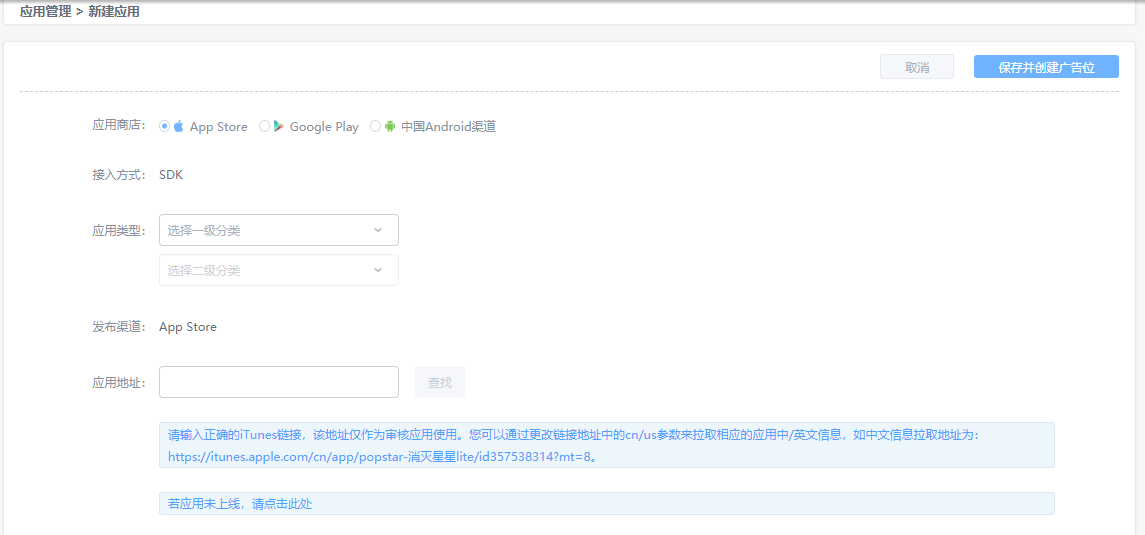 应用管理 > 新建应用
取消
保存并创建广告位
应用商店: App Store Google Play 中国Android渠道
接入方式: SDK
应用类型: 选择一级分类
选择二级分类
发布渠道: App Store
应用地址: 查找
请输入正确的iTunes链接，该地址仅作为审核应用使用。您可以通过更改链接地址中的cn/us参数来拉取相应的应用中/英文信息，如中文信息拉取地址为:
https://itunes.apple.com/cn/app/popstar-消灭星星lite/id357538314?mt=8。
若应用未上线，请点击此处